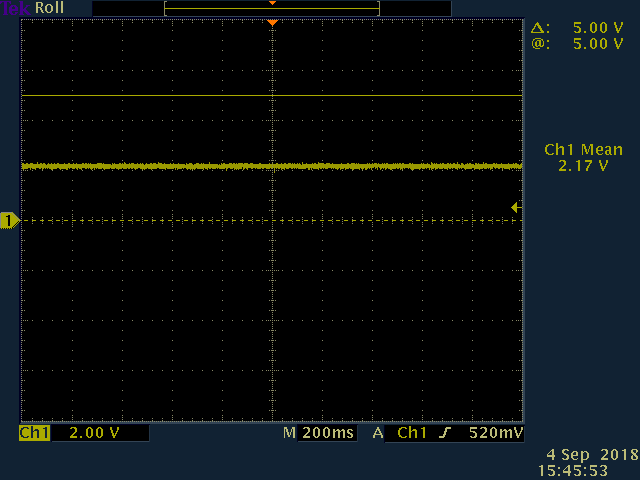 Tek Roll
Δ: 5.00 V
@: 5.00 V
Ch1 Mean
2.17 V
1
Ch1 2.00 V M 200ms A Ch1 520mV
4 Sep 2018
15:45:53